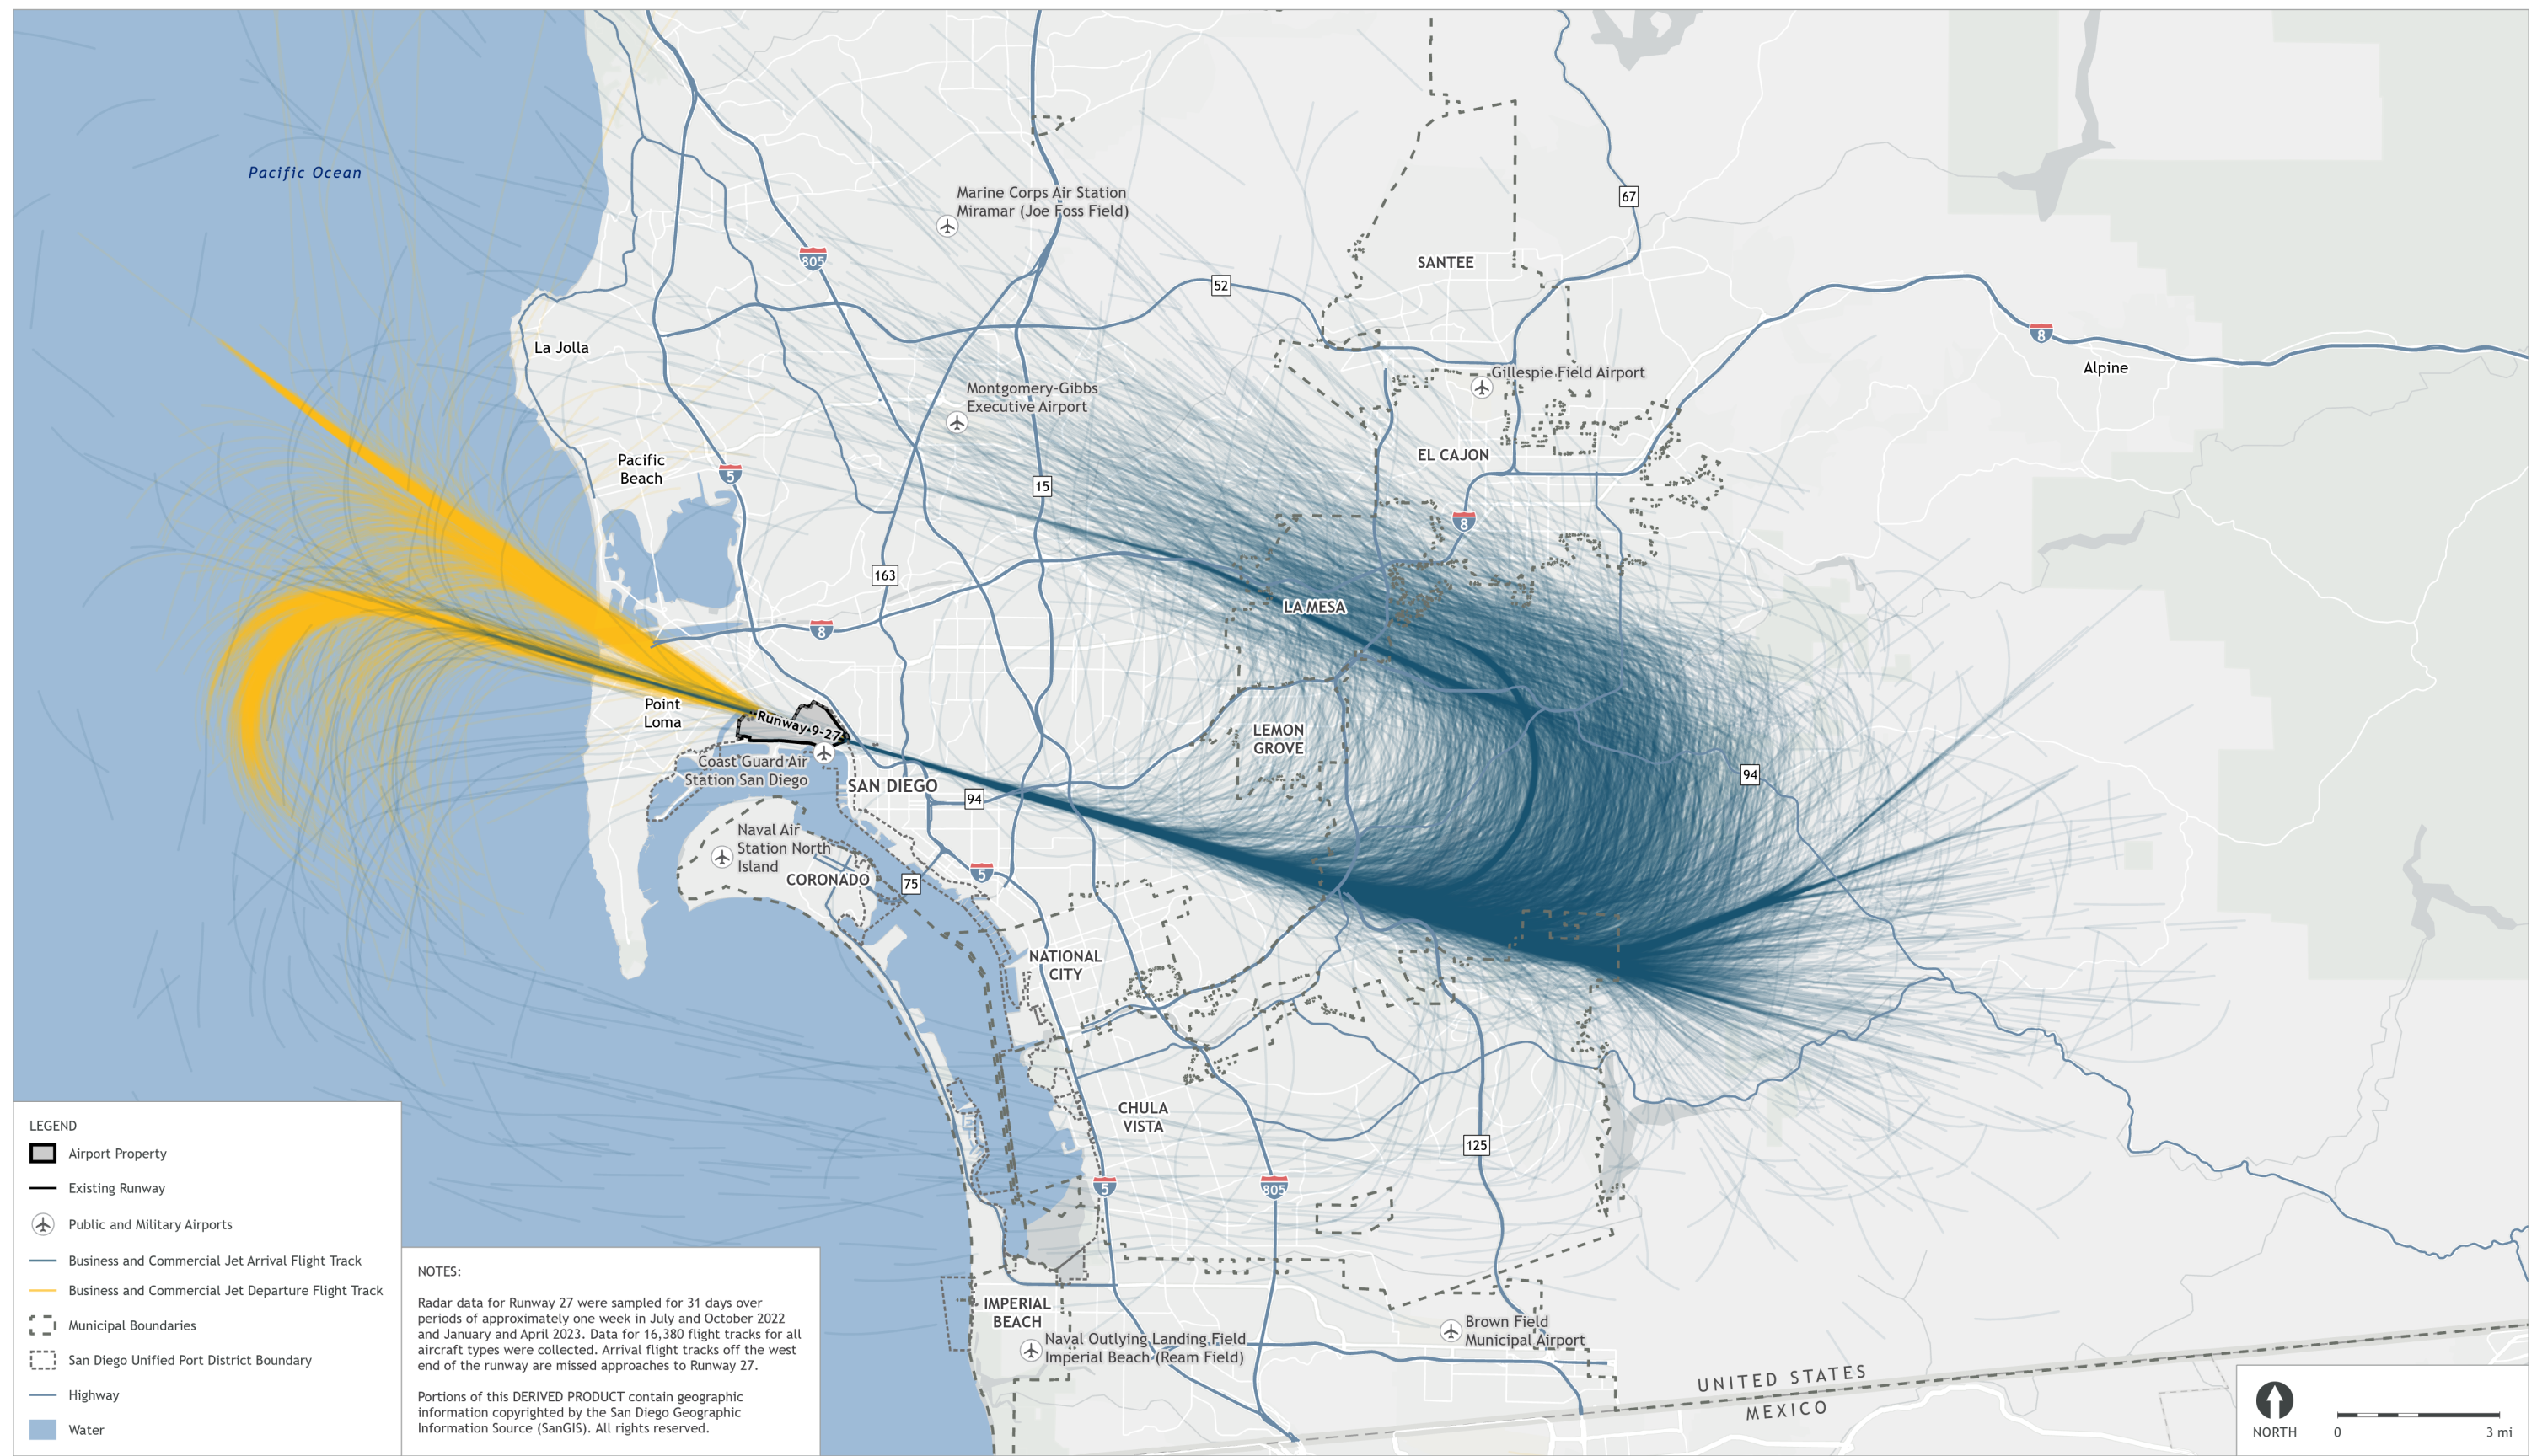 Pacific Ocean
Marine Corps Air Station
Miramar (Joe Foss Field)
67
805
SANTEE
52
8
La Jolla
Alpine
Gillespie Field Airport
Montgomery-Gibbs
Executive Airport
EL CAJON
Pacific
Beach
5
15
8
163
LA MESA
8
Point
Loma
Runway 9-27
LEMON
GROVE
Coast Guard Air
Station San Diego
SAN DIEGO
94
94
Naval Air
Station North
Island
CORONADO
75
5
NATIONAL
CITY
CHULA
VISTA
125
5
805
IMPERIAL
BEACH
Naval Outlying Landing Field
Imperial Beach (Ream Field)
Brown Field
Municipal Airport
UNITED STATES
MEXICO
LEGEND
Airport Property
Existing Runway
Public and Military Airports
Business and Commercial Jet Arrival Flight Track
Business and Commercial Jet Departure Flight Track
Municipal Boundaries
San Diego Unified Port District Boundary
Highway
Water
NOTES:
Radar data for Runway 27 were sampled for 31 days over
periods of approximately one week in July and October 2022
and January and April 2023. Data for 16,380 flight tracks for all
aircraft types were collected. Arrival flight tracks off the west
end of the runway are missed approaches to Runway 27.
Portions of this DERIVED PRODUCT contain geographic
information copyrighted by the San Diego Geographic
Information Source (SanGIS). All rights reserved.
NORTH
0 3 mi